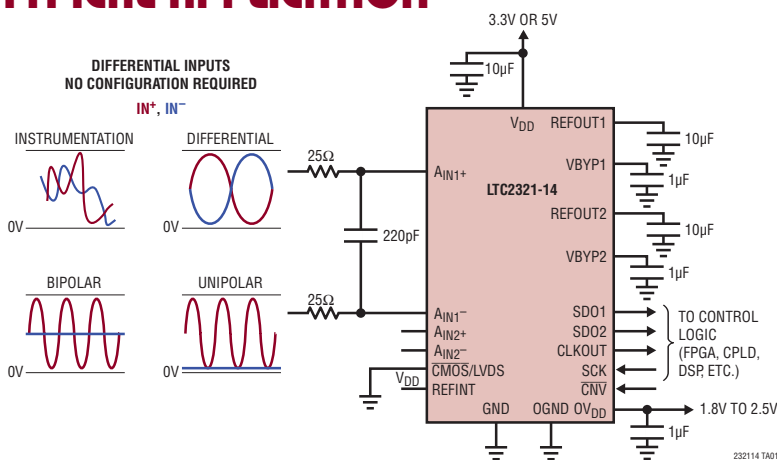 TYPICAL APPLICATION
DIFFERENTIAL INPUTS
NO CONFIGURATION REQUIRED
IN+, IN−
INSTRUMENTATION
DIFFERENTIAL
0V
0V
BIPOLAR
UNIPOLAR
0V
0V
25Ω
220pF
25Ω
3.3V OR 5V
10µF
VDD
REFOUT1
10µF
AIN1+
VBYP1
1µF
LTC2321-14
REFOUT2
10µF
VBYP2
1µF
AIN1−
AIN2+
AIN2−
CMOS/LVDS
VDD
REFINT
SDO1
SDO2
CLKOUT
SCK
CNV
TO CONTROL
LOGIC
(FPGA, CPLD,
DSP, ETC.)
GND
OGND
OVDD
1.8V TO 2.5V
1µF
232114 TA01